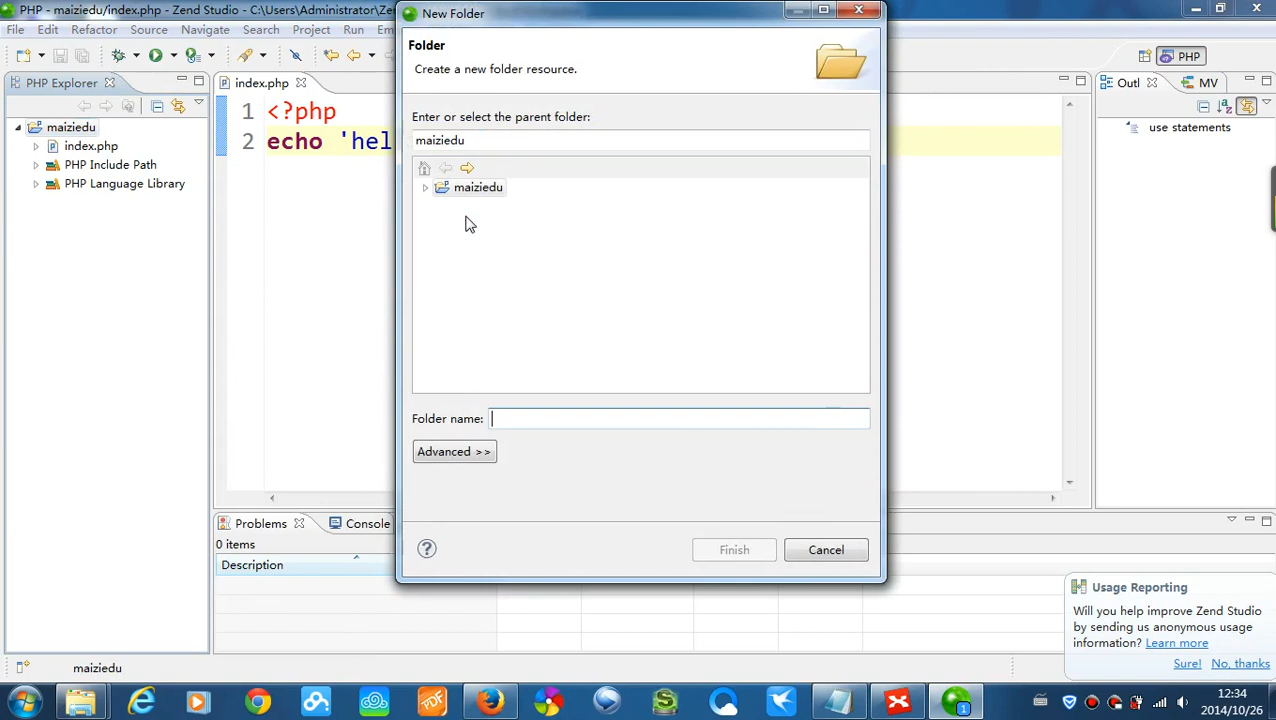 PHP - maiziedu/index.php - Zend Studio - C:\Users\Administrator\Ze
New Folder
File Edit Refactor Source Navigate Search Project Run
Folder
Create a new folder resource.
PHP
PHP Explorer
index.php
Outl
MV
maiziedu
index.php
PHP Include Path
PHP Language Library
1 <?php
2 echo 'hel
use statements
Enter or select the parent folder:
maiziedu
maiziedu
Folder name:
Advanced >>
Finish
Cancel
Problems
Console
0 items
Description
Usage Reporting
Will you help improve Zend Studio
by sending us anonymous usage
information? Learn more
Sure! No, thanks
maiziedu
PDF
1
12:34
2014/10/26